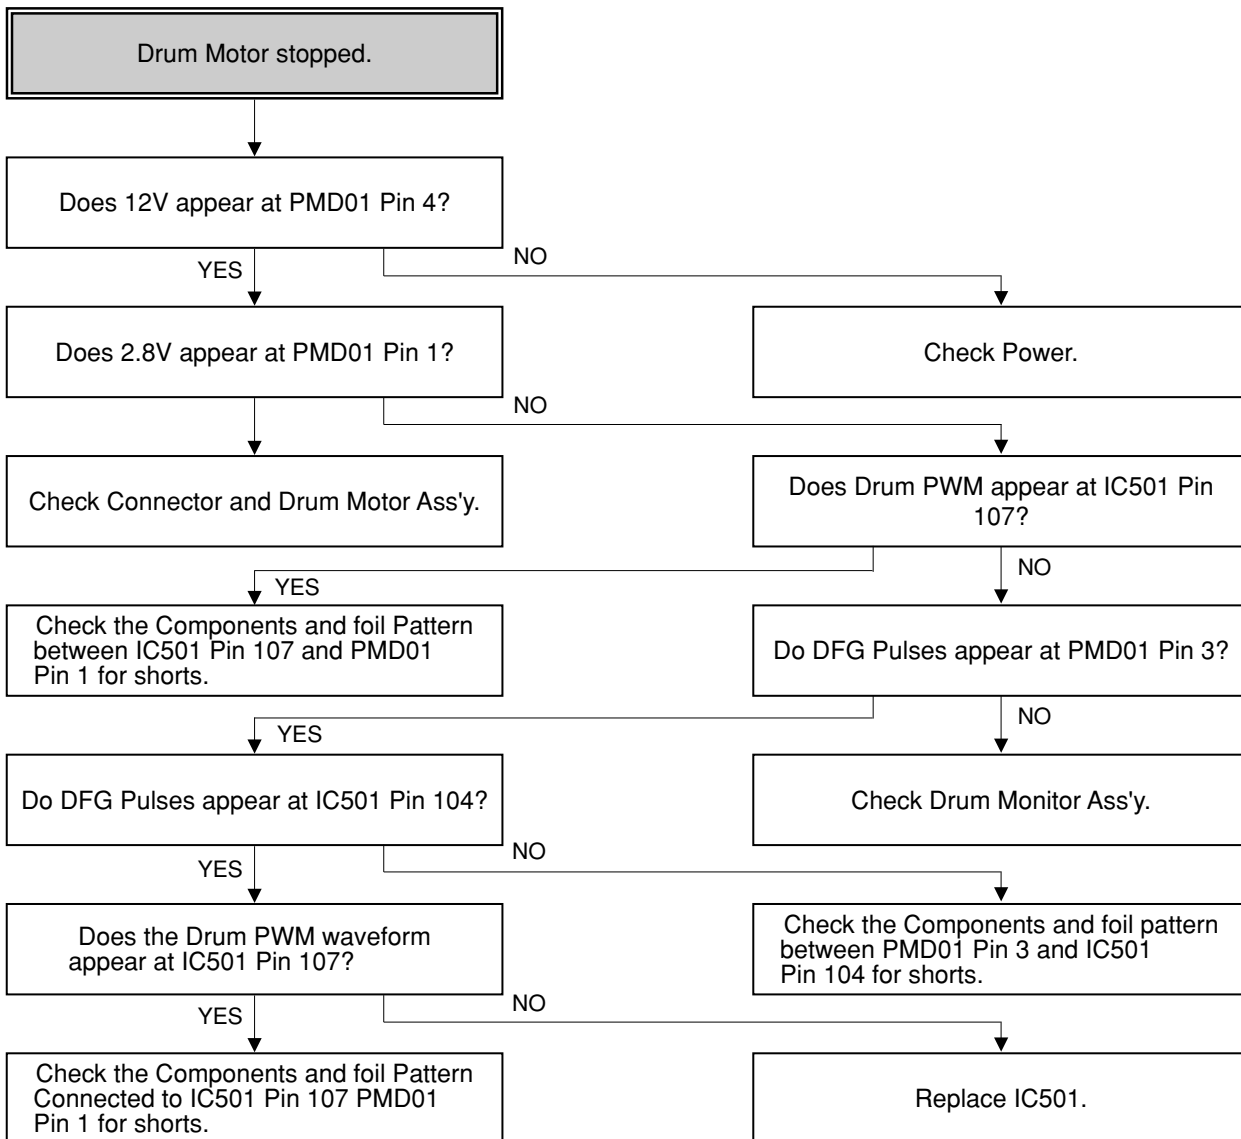 Drum Motor stopped.
Does 12V appear at PMD01 Pin 4?
YES
NO
Does 2.8V appear at PMD01 Pin 1?
Check Power.
NO
Check Connector and Drum Motor Ass'y.
Does Drum PWM appear at IC501 Pin
107?
YES
NO
Check the Components and foil Pattern
between IC501 Pin 107 and PMD01
Pin 1 for shorts.
Do DFG Pulses appear at PMD01 Pin 3?
YES
NO
Do DFG Pulses appear at IC501 Pin 104?
Check Drum Monitor Ass'y.
YES
NO
Does the Drum PWM waveform
appear at IC501 Pin 107?
Check the Components and foil pattern
between PMD01 Pin 3 and IC501
Pin 104 for shorts.
YES
NO
Check the Components and foil Pattern
Connected to IC501 Pin 107 PMD01
Pin 1 for shorts.
Replace IC501.